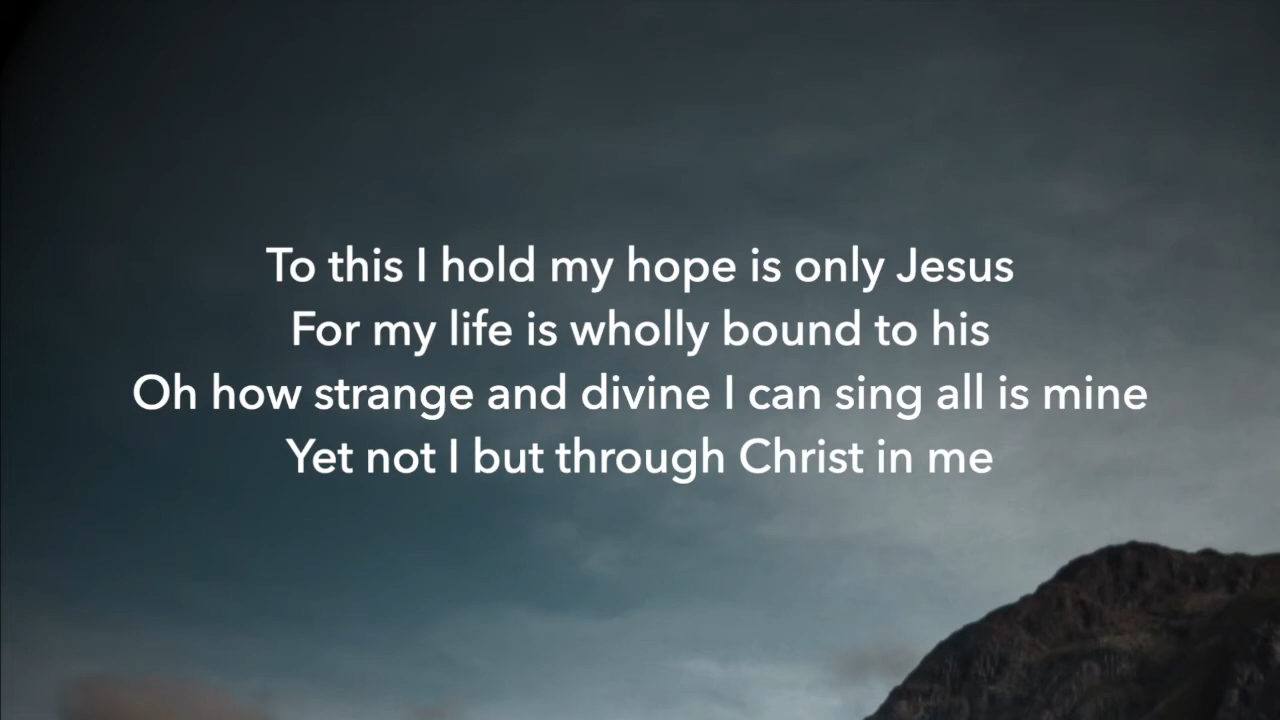 To this I hold my hope is only Jesus
For my life is wholly bound to his
Oh how strange and divine I can sing all is mine
Yet not I but through Christ in me